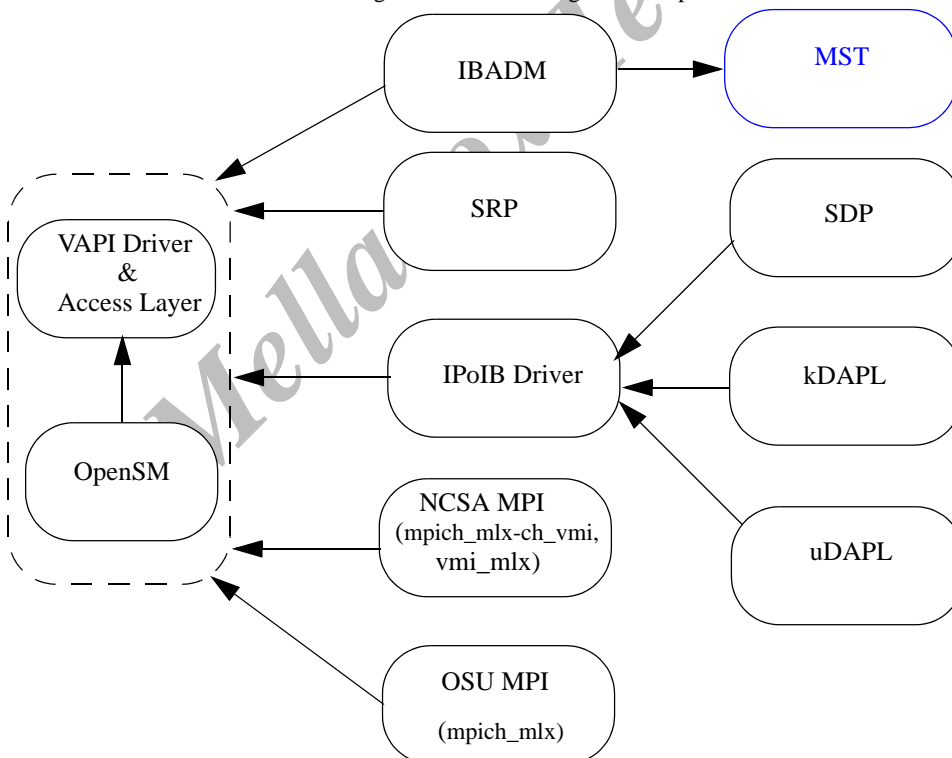 IBADM
MST
SRP
SDP
VAPI Driver
&
Access Layer
IPoIB Driver
kDAPL
OpenSM
NCSA MPI
(mpich_mlx-ch_vmi,
vmi_mlx)
uDAPL
OSU MPI
(mpich_mlx)